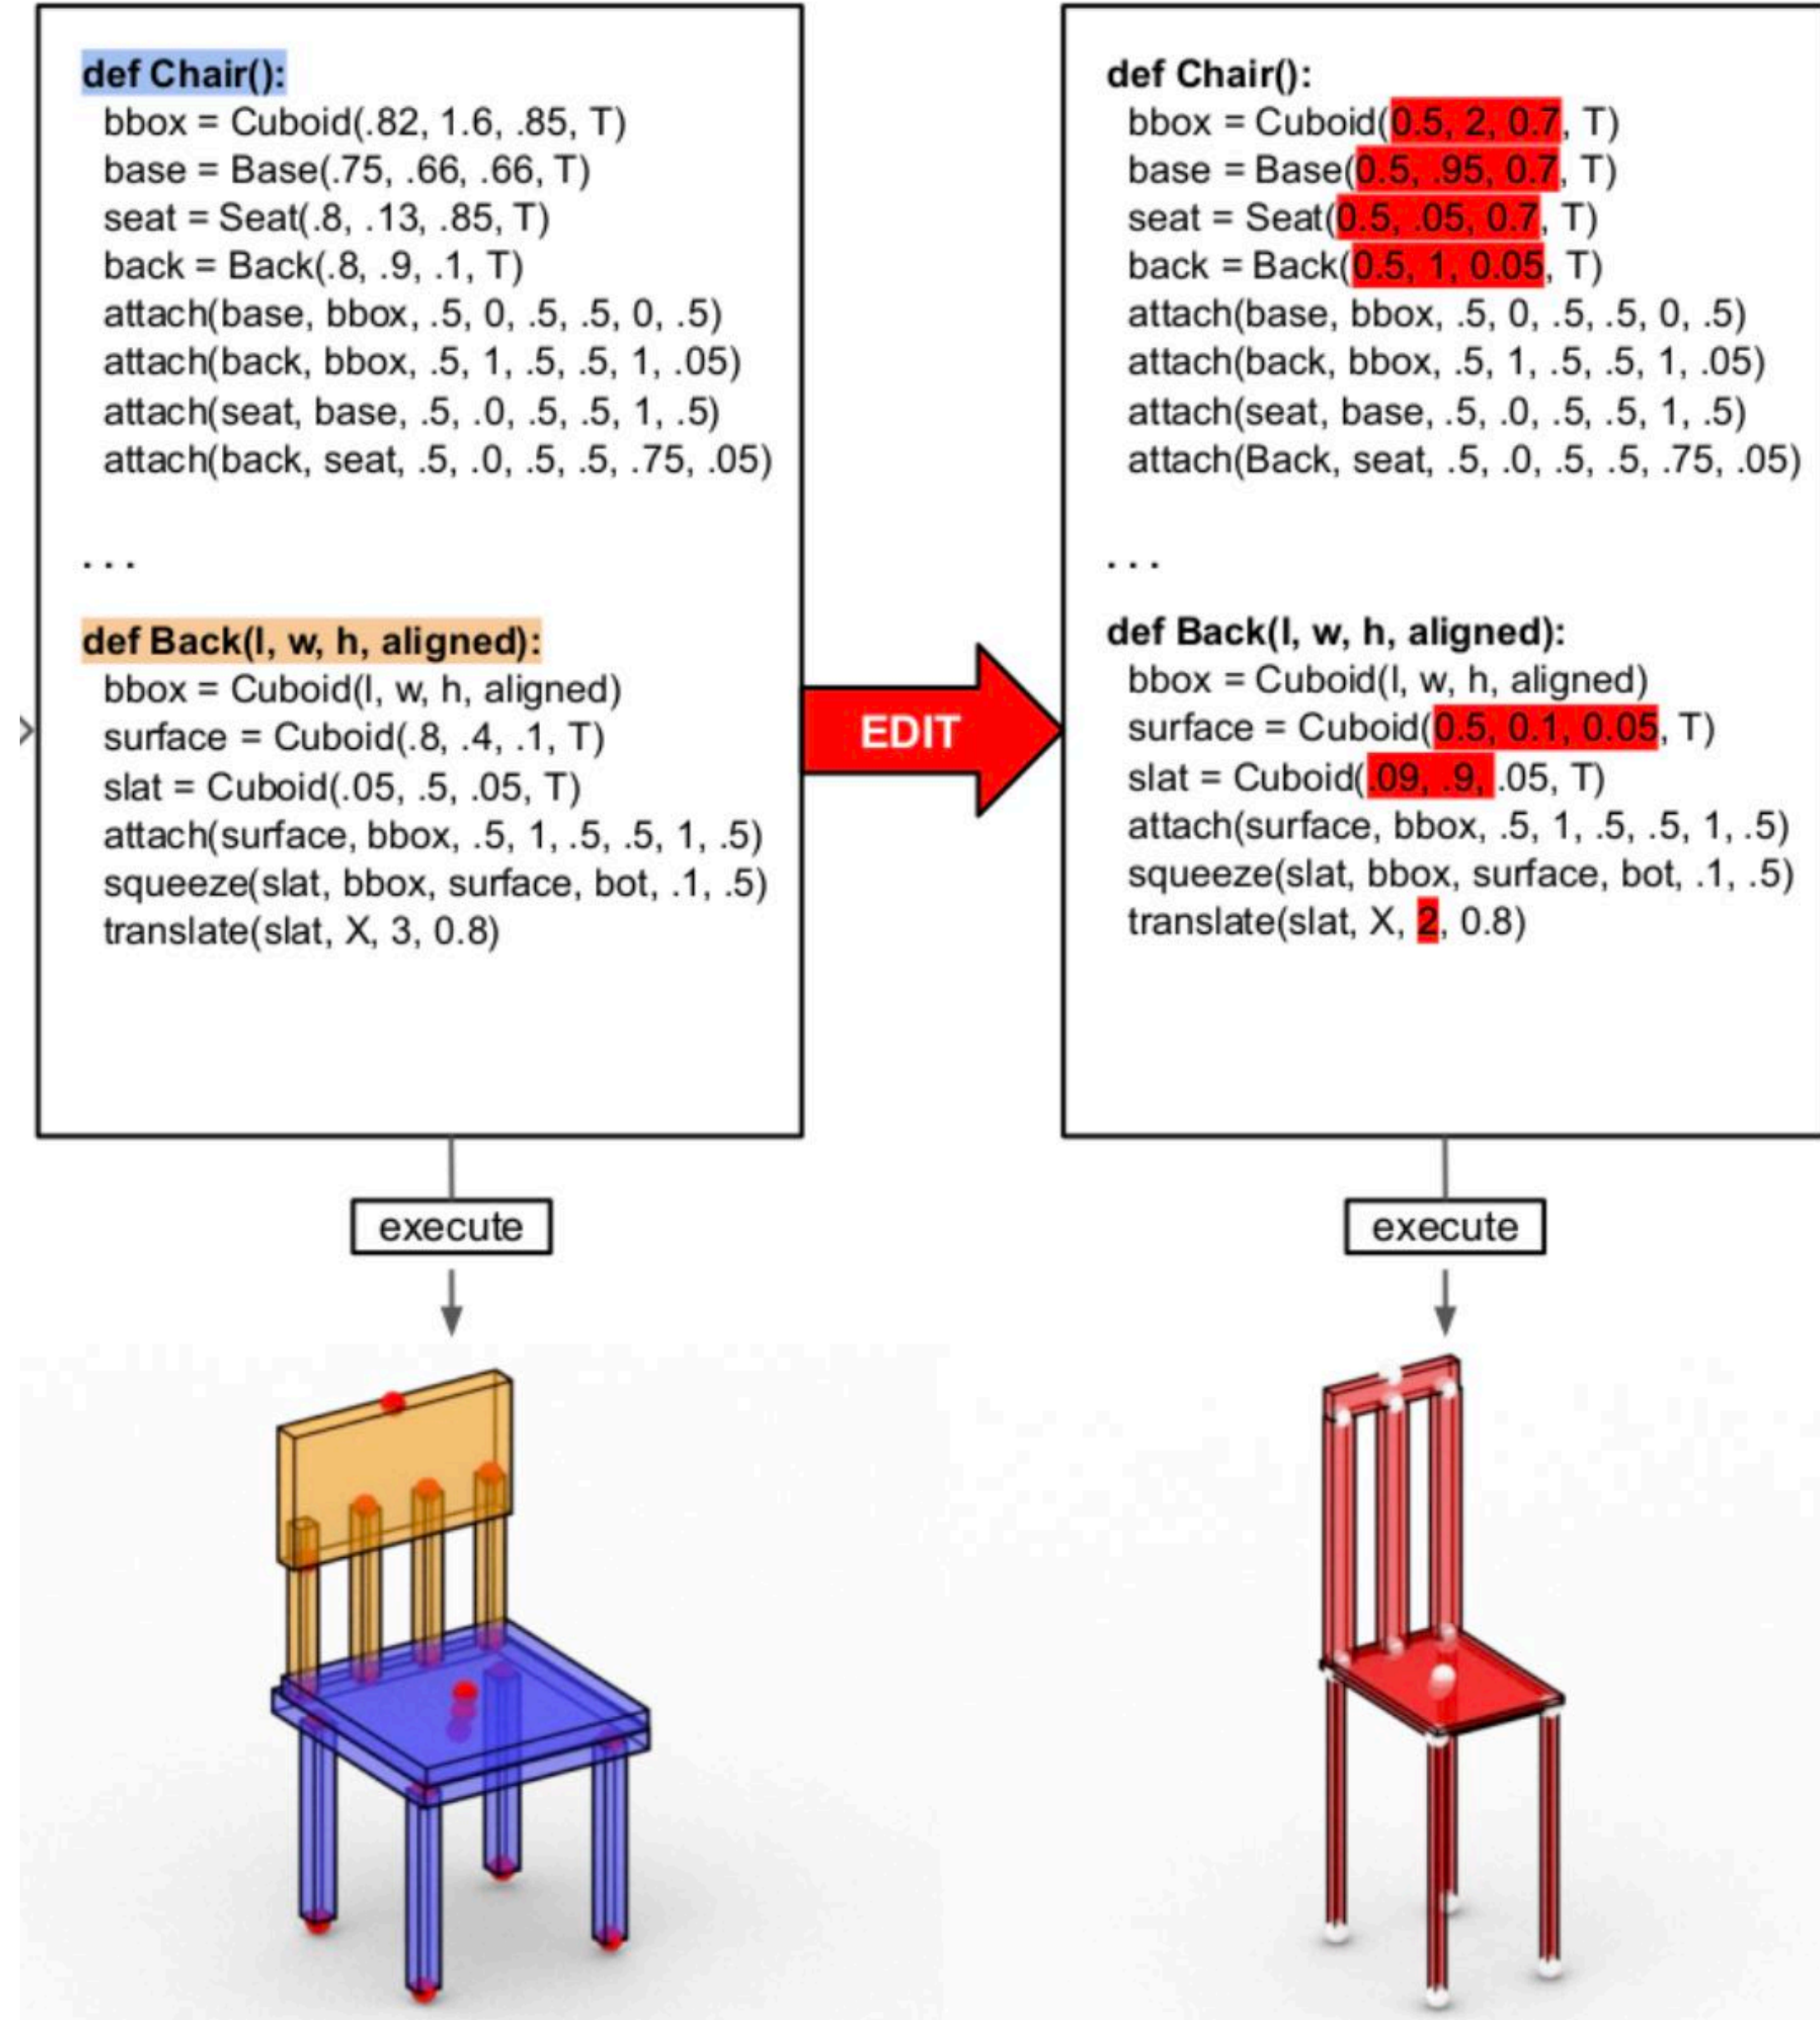 def Chair():
bbox = Cuboid(.82, 1.6, .85, T)
base = Base(.75, .66, .66, T)
seat = Seat(.8, .13, .85, T)
back = Back(.8, .9, .1, T)
attach(base, bbox, .5, 0, .5, .5, 0, .5)
attach(back, bbox, .5, 1, .5, .5, 1, .05)
attach(seat, base, .5, .0, .5, .5, 1, .5)
attach(back, seat, .5, .0, .5, .5, .75, .05)
. . .
def Back(l, w, h, aligned):
bbox = Cuboid(l, w, h, aligned)
surface = Cuboid(.8, .4, .1, T)
slat = Cuboid(.05, .5, .05, T)
attach(surface, bbox, .5, 1, .5, .5, 1, .5)
squeeze(slat, bbox, surface, bot, .1, .5)
translate(slat, X, 3, 0.8)
EDIT
def Chair():
bbox = Cuboid(0.5, 2, 0.7, T)
base = Base(0.5, .95, 0.7, T)
seat = Seat(0.5, .05, 0.7, T)
back = Back(0.5, 1, 0.05, T)
attach(base, bbox, .5, 0, .5, .5, 0, .5)
attach(back, bbox, .5, 1, .5, .5, 1, .05)
attach(seat, base, .5, .0, .5, .5, 1, .5)
attach(Back, seat, .5, .0, .5, .5, .75, .05)
. . .
def Back(l, w, h, aligned):
bbox = Cuboid(l, w, h, aligned)
surface = Cuboid(0.5, 0.1, 0.05, T)
slat = Cuboid(.09, .9, .05, T)
attach(surface, bbox, .5, 1, .5, .5, 1, .5)
squeeze(slat, bbox, surface, bot, .1, .5)
translate(slat, X, 2, 0.8)
execute
execute